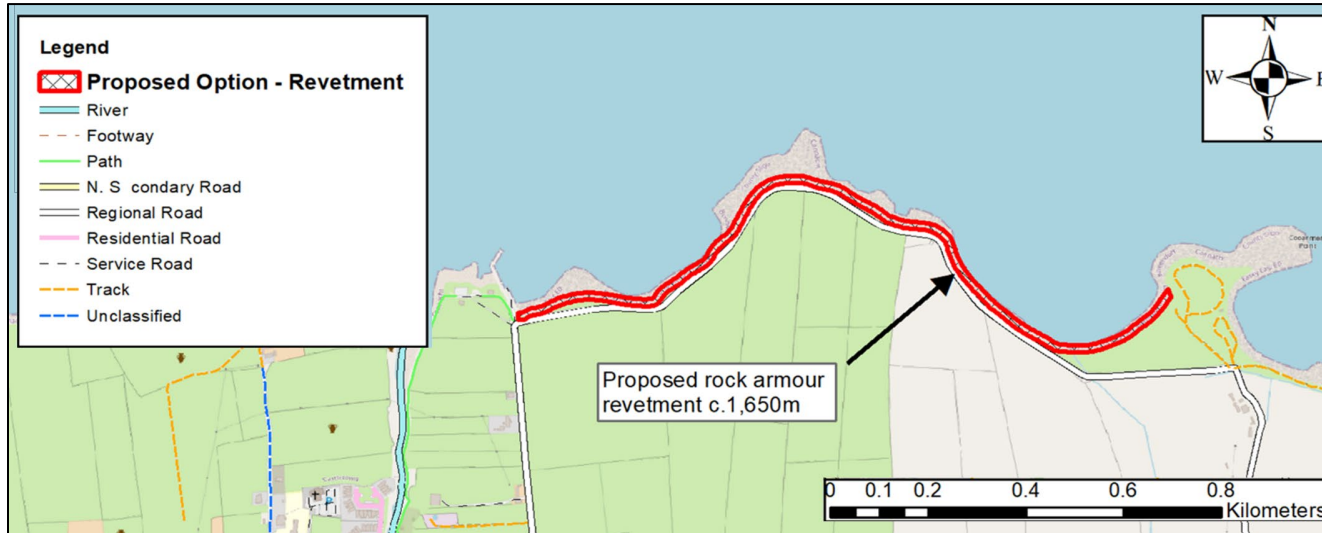 Legend
Proposed Option - Revetment
River
Footway
Path
N. S condary Road
Regional Road
Residential Road
Service Road
Track
Unclassified
N
W
E
S
Proposed rock armour
revetment c.1,650m
0 0.1 0.2 0.4 0.6 0.8
Kilometers